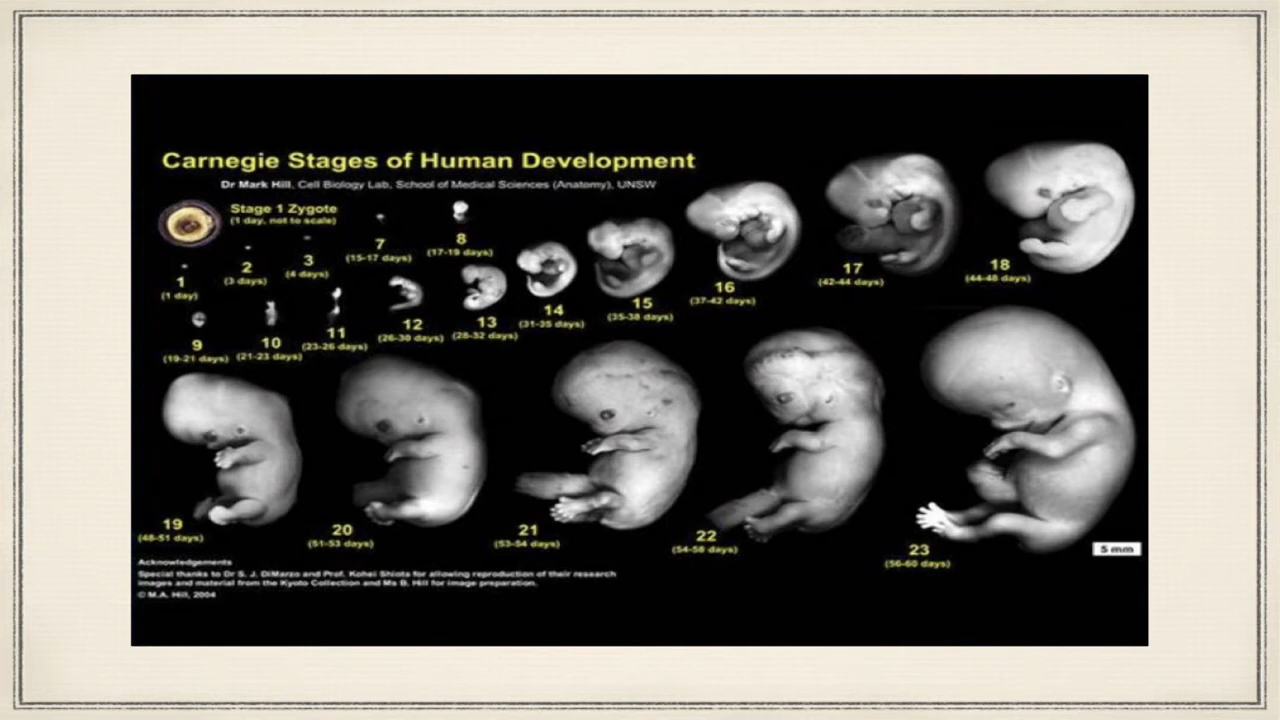 Carnegie Stages of Human Development
Dr Mark Hill, Cell Biology Lab, School of Medical Sciences (Anatomy), UNSW
Stage 1 Zygote
(1 day, not to scale)
1
(1 day)
2
(3 days)
3
(4 days)
7
(15-17 days)
8
(17-19 days)
9
(19-21 days)
10
(21-23 days)
11
(23-26 days)
12
(26-30 days)
13
(28-32 days)
14
(31-35 days)
15
(35-38 days)
16
(37-42 days)
17
(42-44 days)
18
(44-48 days)
19
(48-51 days)
20
(51-53 days)
21
(53-54 days)
22
(54-56 days)
23
(56-60 days)
5 mm
Acknowledgements
Special thanks to Dr S. J. DiMarzo and Prof. Kohei Shiota for allowing reproduction of their research
images and material from the Kyoto Collection and Ms B. Hill for image preparation.
© M.A. Hill, 2004